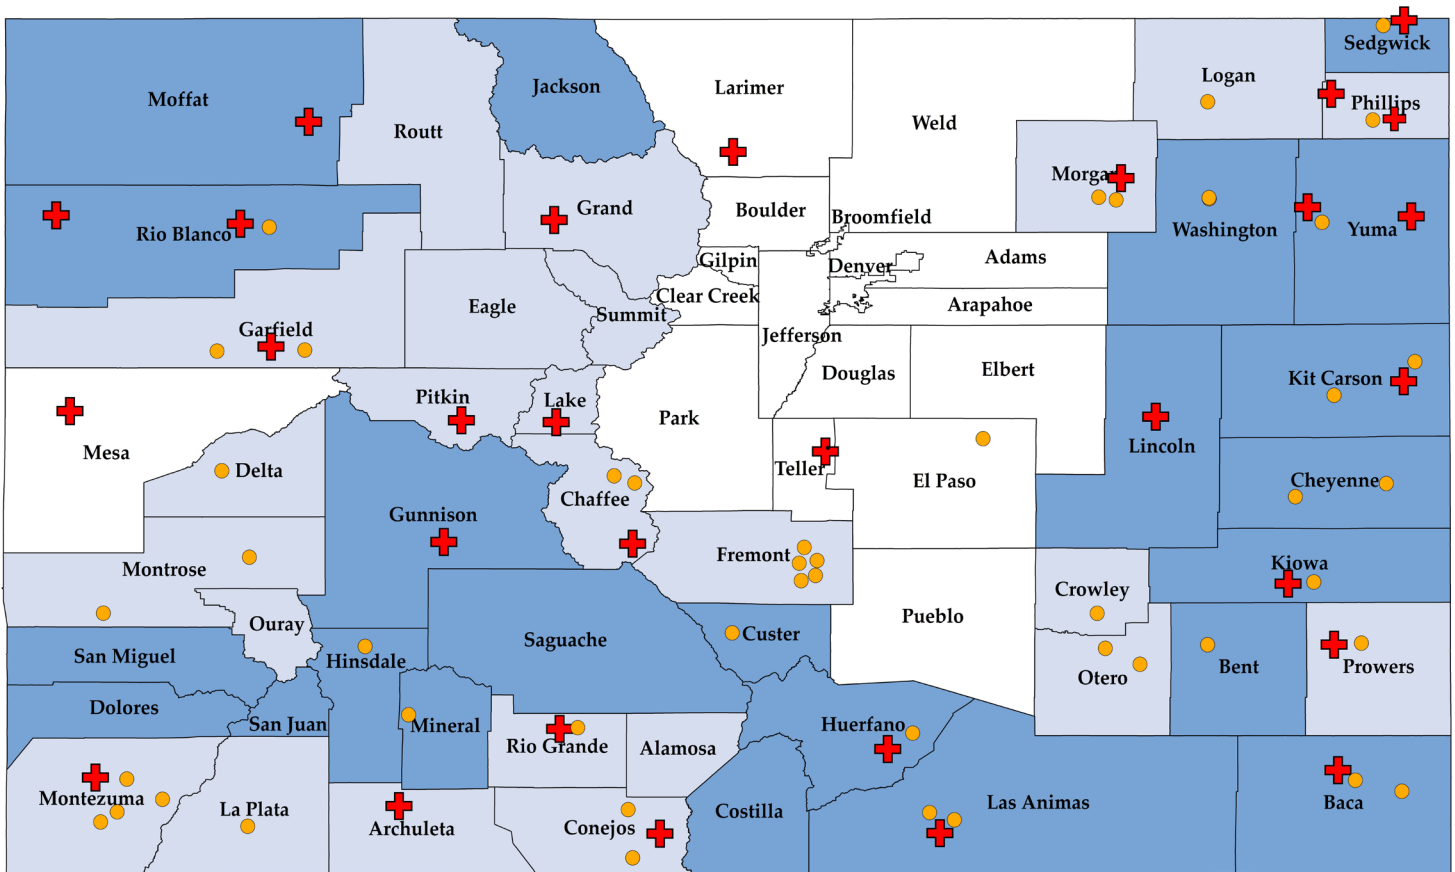 Sedgwick
Logan
Moffat
Jackson
Larimer
Phillips
Routt
Weld
Morgan
Grand
Boulder
Broomfield
Rio Blanco
Washington
Yuma
Gilpin
Denver
Adams
Clear Creek
Eagle
Summit
Arapahoe
Garfield
Jefferson
Douglas
Elbert
Kit Carson
Pitkin
Lake
Park
Lincoln
Mesa
Delta
Teller
El Paso
Cheyenne
Chaffee
Gunnison
Fremont
Montrose
Kiowa
Crowley
Ouray
Pueblo
Saguache
Custer
San Miguel
Hinsdale
Otero
Bent
Prowers
Dolores
San Juan
Mineral
Huerfano
Rio Grande
Alamosa
Montezuma
La Plata
Las Animas
Baca
Costilla
Archuleta
Conejos